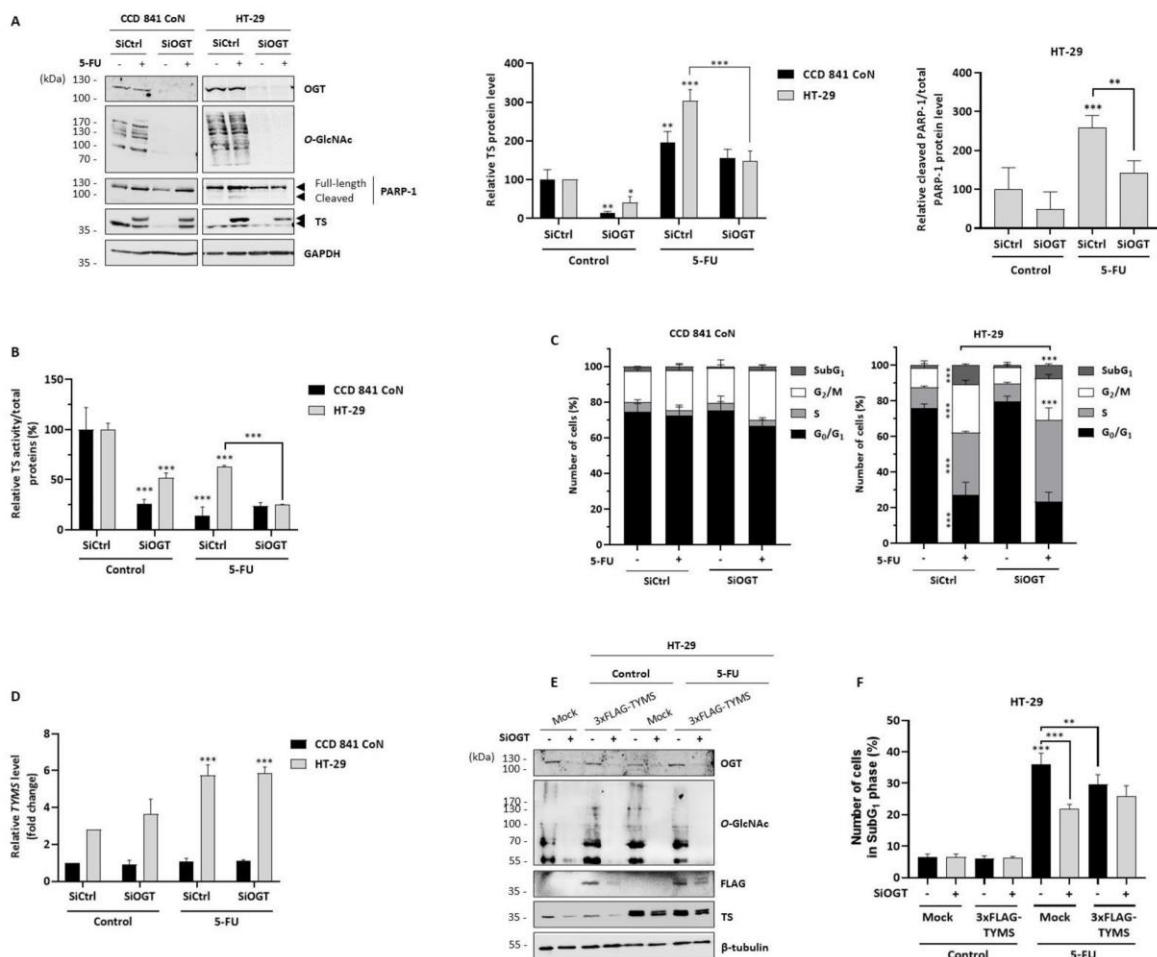 A
CCD 841 CoN HT-29
SiCtrl SiOGT SiCtrl SiOGT
5-FU - + - + - + - +
(kDa)
130 -
100 -
OGT
170 -
130 -
100 -
70 -
O-GlcNAc
130 -
100 -
Full-length
Cleaved
PARP-1
35 -
TS
35 -
GAPDH
Relative TS protein level
400
300
200
100
0
** * ** *** ***
CCD 841 CoN
HT-29
SiCtrl SiOGT SiCtrl SiOGT
Control 5-FU
HT-29
Relative cleaved PARP-1/total
PARP-1 protein level
400
300
200
100
0
*** **
SiCtrl SiOGT SiCtrl SiOGT
Control 5-FU
B
Relative TS activity/total
proteins (%)
150
100
50
0
*** *** *** ***
CCD 841 CoN
HT-29
SiCtrl SiOGT SiCtrl SiOGT
Control 5-FU
C
CCD 841 CoN
Number of cells (%)
100
80
60
40
20
0
SubG1
G2/M
S
G0/G1
5-FU - + - +
SiCtrl SiOGT
HT-29
Number of cells (%)
100
80
60
40
20
0
*** *** *** *** ***
SubG1
G2/M
S
G0/G1
5-FU - + - +
SiCtrl SiOGT
D
Relative TYMS level
(fold change)
8
6
4
2
0
*** ***
CCD 841 CoN
HT-29
SiCtrl SiOGT SiCtrl SiOGT
Control 5-FU
E
HT-29
Control 5-FU
Mock 3xFLAG-TYMS Mock 3xFLAG-TYMS
SiOGT - + - + - + - +
(kDa)
130 -
100 -
OGT
170 -
130 -
100 -
70 -
55 -
O-GlcNAc
35 -
FLAG
35 -
TS
55 -
β-tubulin
F
HT-29
Number of cells
in SubG1 phase (%)
50
40
30
20
10
0
*** *** **
SiOGT - + - + - + - +
Mock 3xFLAG-
TYMS Mock 3xFLAG-
TYMS
Control 5-FU